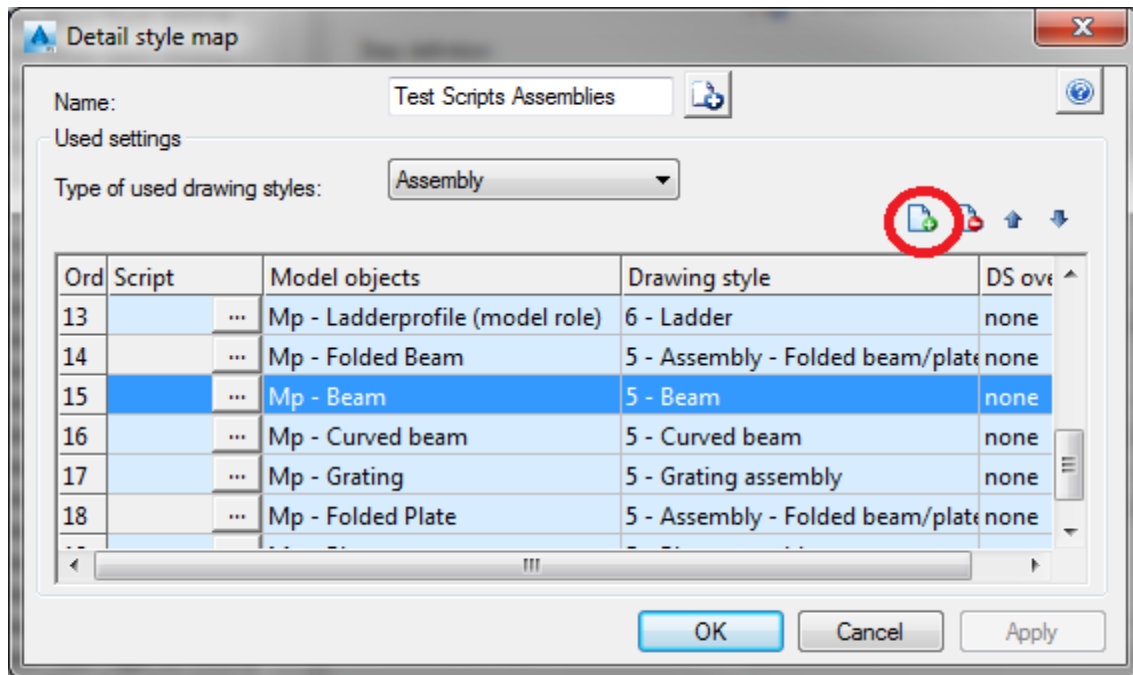 Detail style map
Name:
Test Scripts Assemblies
Used settings
Type of used drawing styles:
Assembly
Ord Script Model objects Drawing style DS ove
13 ... Mp - Ladderprofile (model role) 6 - Ladder none
14 ... Mp - Folded Beam 5 - Assembly - Folded beam/plate none
15 ... Mp - Beam 5 - Beam none
16 ... Mp - Curved beam 5 - Curved beam none
17 ... Mp - Grating 5 - Grating assembly none
18 ... Mp - Folded Plate 5 - Assembly - Folded beam/plate none
OK Cancel Apply